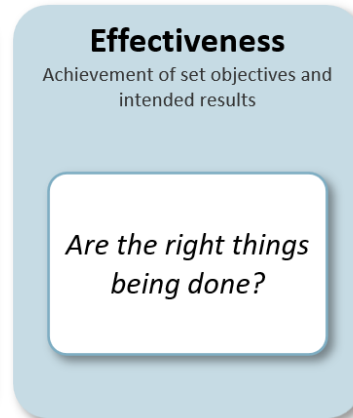 Effectiveness
Achievement of set objectives and
intended results
Are the right things
being done?